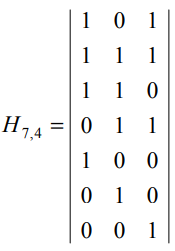 1 0 1
1 1 1
1 1 0
H7,4 = 0 1 1
1 0 0
0 1 0
0 0 1